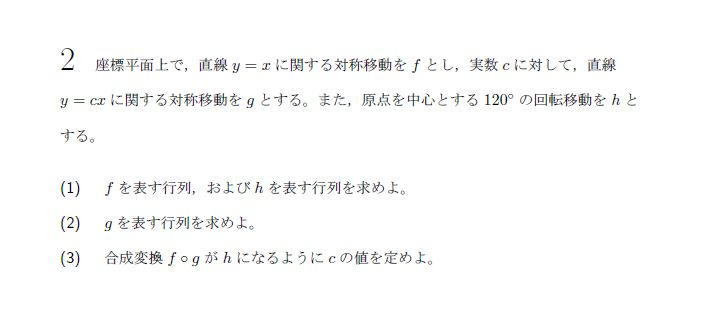 2 座標平面上で，直線 y = x に関する対称移動を f とし，実数 c に対して，直線
y = cx に関する対称移動を g とする。また，原点を中心とする 120° の回転移動を h と
する。
(1) f を表す行列，および h を表す行列を求めよ。
(2) g を表す行列を求めよ。
(3) 合成変換 f ∘ g が h になるように c の値を定めよ。